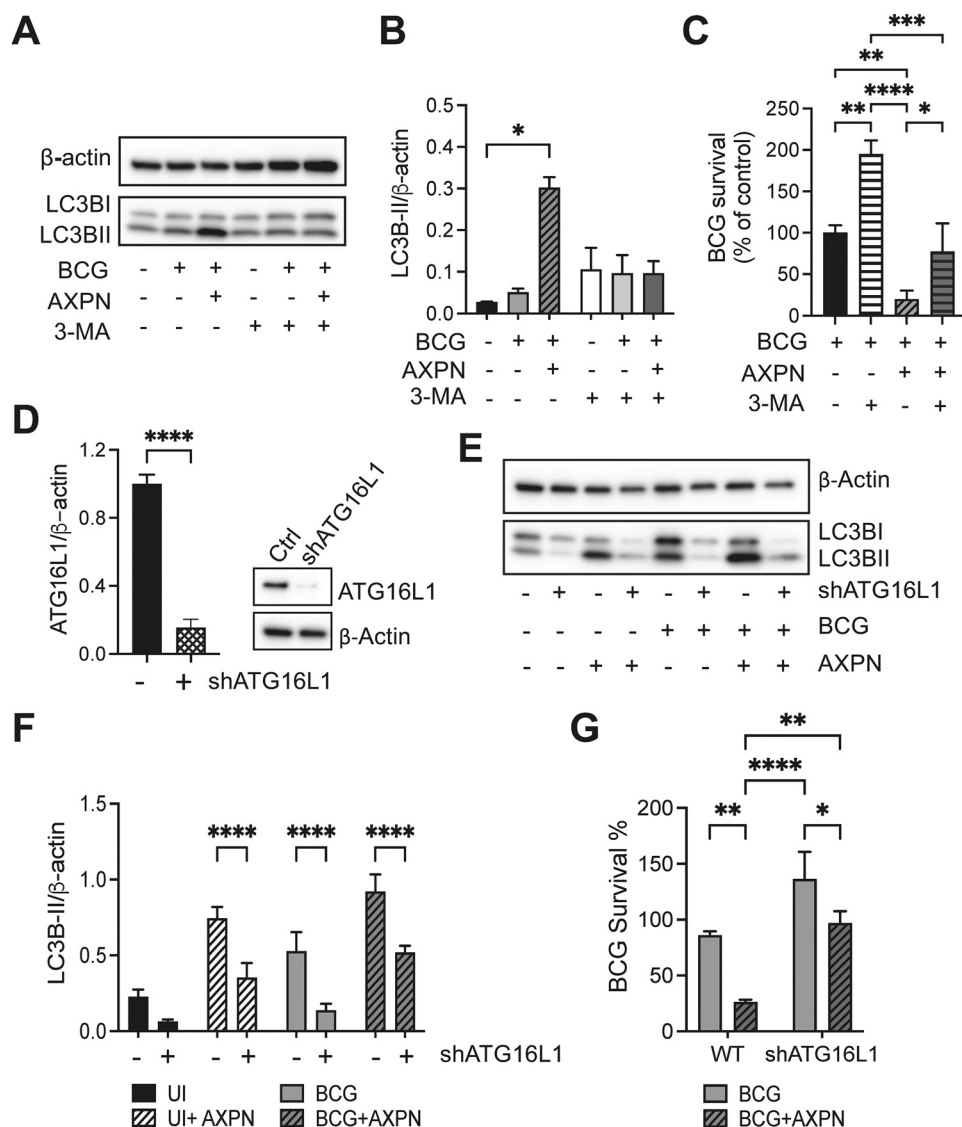 A
β-actin
LC3BI
LC3BII
BCG - + + - + +
AXPN - - + - - +
3-MA - - - + + +
B
LC3B-II/β-actin
0.5
0.4
0.3
0.2
0.1
0.0
*
BCG - + + - + +
AXPN - - + - - +
3-MA - - - + + +
C
BCG survival
(% of control)
250
200
150
100
50
0
***
**
****
** *
BCG + + + +
AXPN - - + +
3-MA - + - +
D
ATG16L1/β-actin
1.2
0.8
0.4
0.0
****
- + shATG16L1
Ctrl
shATG16L1
ATG16L1
β-Actin
E
β-Actin
LC3BI
LC3BII
- + - + - + - + shATG16L1
- - - - + + + + BCG
- - + + - - + + AXPN
F
LC3B-II/β-actin
1.5
1.0
0.5
0.0
**** **** ****
- + - + - + - + shATG16L1
UI BCG
UI+ AXPN BCG+AXPN
G
BCG Survival %
200
150
100
50
0
**
****
** *
WT shATG16L1
BCG
BCG+AXPN